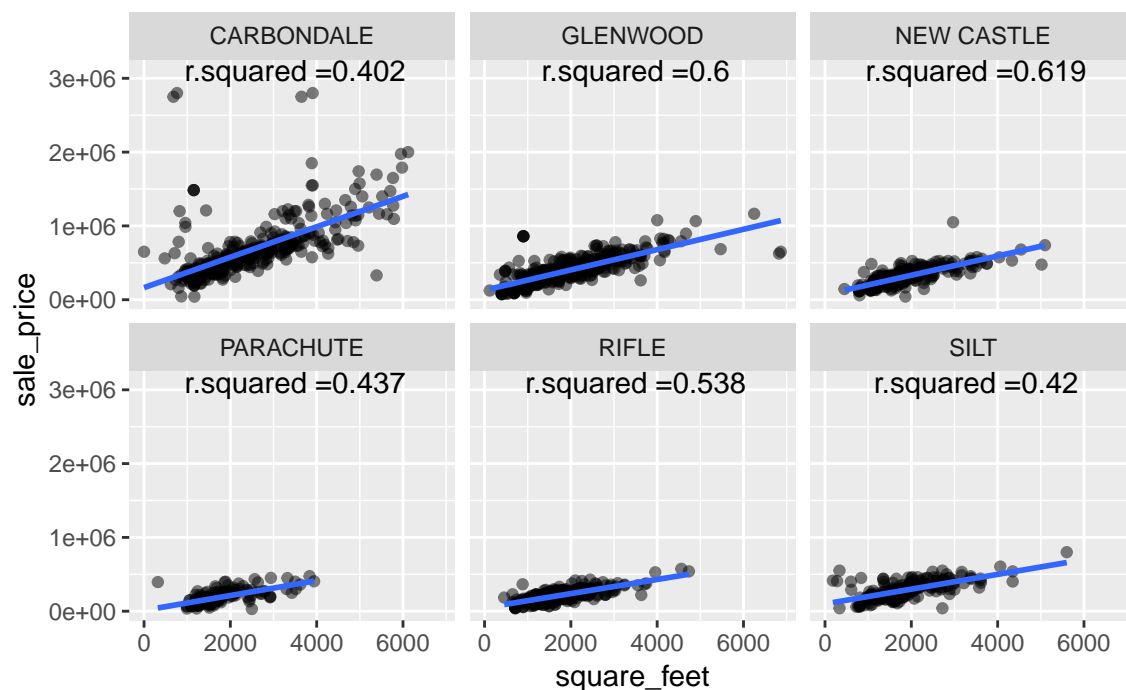 CARBONDALE
GLENWOOD
NEW CASTLE
r.squared =0.402
r.squared =0.6
r.squared =0.619
3e+06
2e+06
1e+06
0e+00
PARACHUTE
RIFLE
SILT
r.squared =0.437
r.squared =0.538
r.squared =0.42
3e+06
2e+06
1e+06
0e+00
sale_price
0 2000 4000 6000
0 2000 4000 6000
0 2000 4000 6000
square_feet